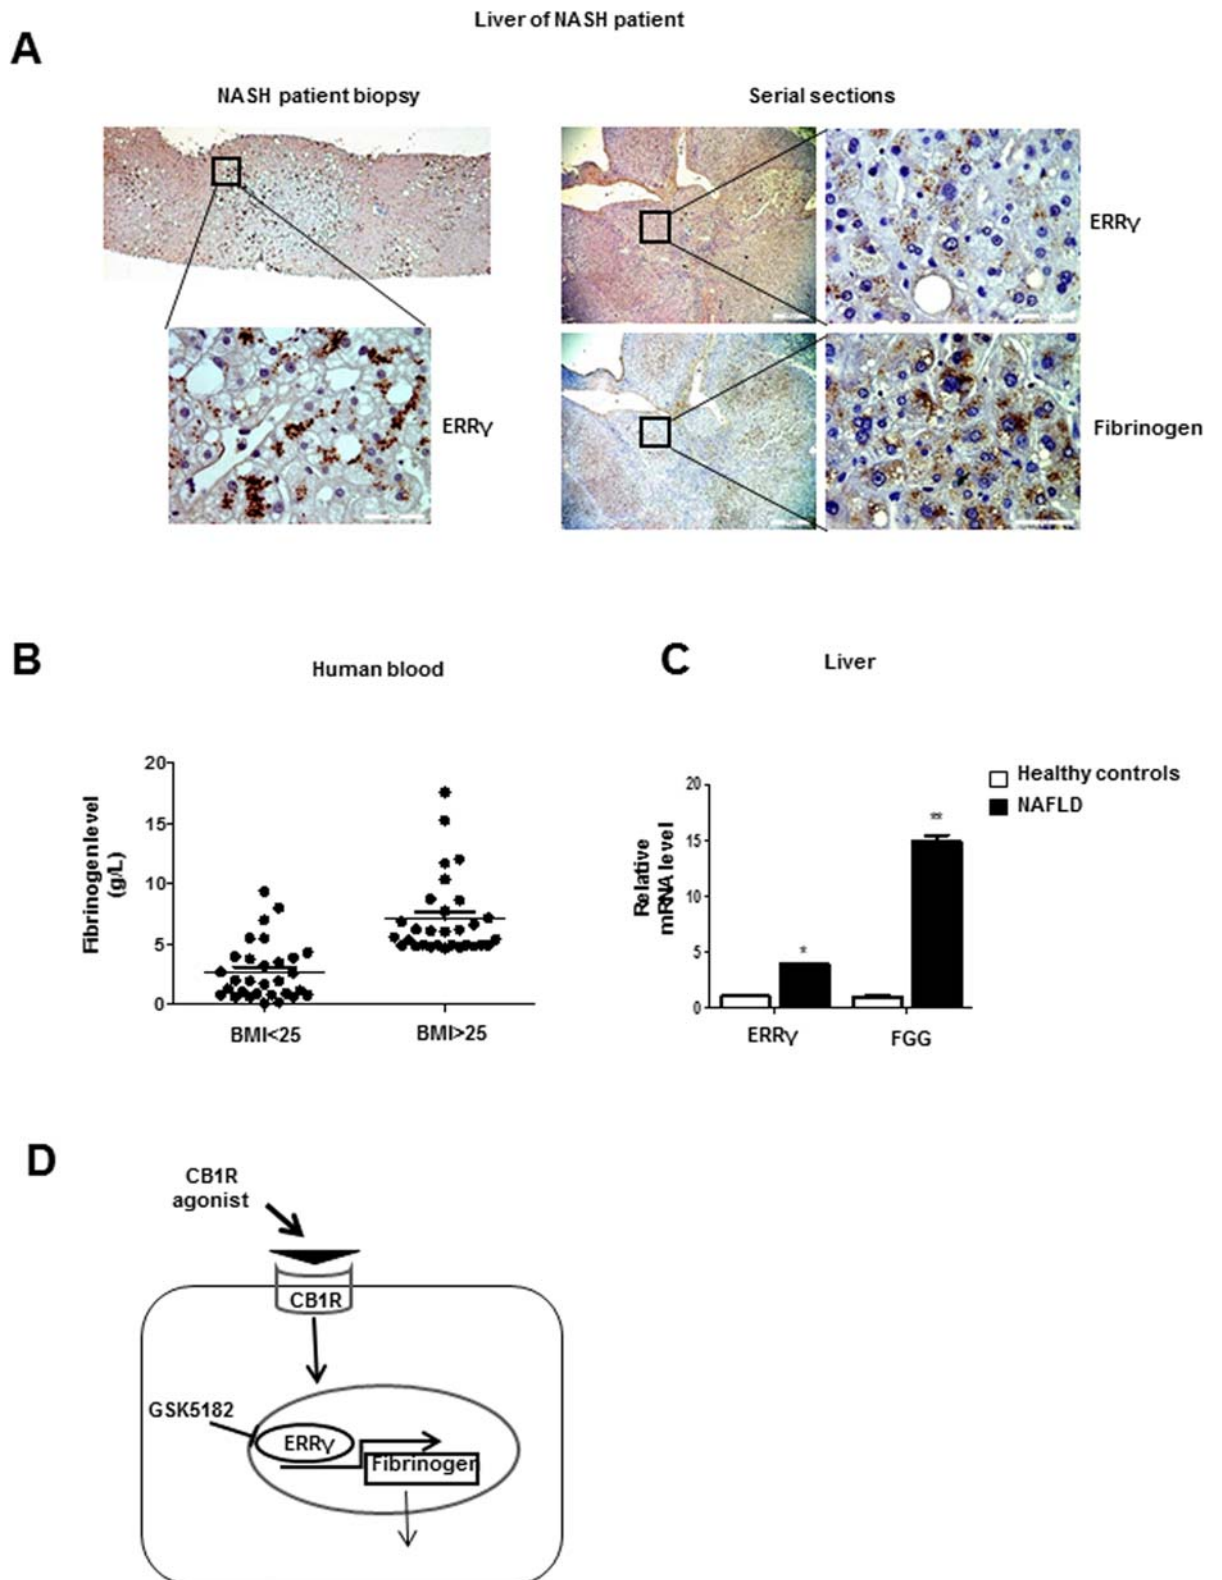 Liver of NASH patient
A
NASH patient biopsy
Serial sections
ERRγ
ERRγ
Fibrinogen
B
Human blood
Fibrinogen level
(g/L)
20
15
10
5
0
BMI<25
BMI>25
C
Liver
Relative
mRNA level
20
15
10
5
0
*
**
ERRγ
FGG
Healthy controls
NAFLD
D
CB1R
agonist
CB1R
GSK5182
ERRγ
Fibrinogen